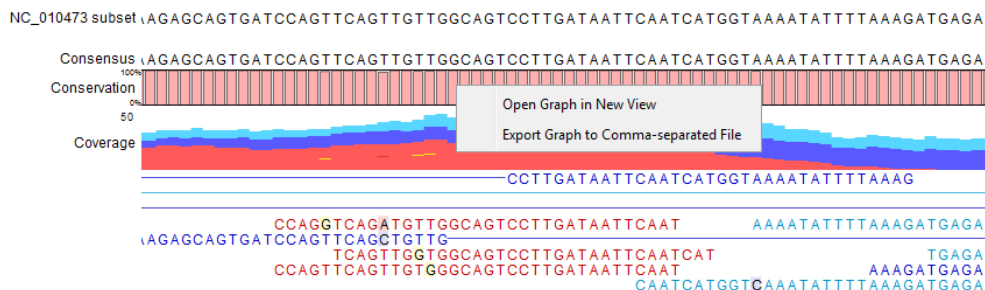 NC_010473 subset AGAGCAGTGATCCAGTTCAGTTGTTGGCAGTCCTTGATAATTCAATCATGGTAAAATATTTTAAAGATGAGA
Consensus AGAGCAGTGATCCAGTTCAGTTGTTGGCAGTCCTTGATAATTCAATCATGGTAAAATATTTTAAAGATGAGA
100%
Conservation
0%
50
Coverage
Open Graph in New View
Export Graph to Comma-separated File
CCTTGATAATTCAATCATGGTAAAATATTTTAAAG
CCAGGTCAGATGTTGGCAGTCCTTGATAATTCAAT AAAATATTTTAAAGATGAGA
AGAGCAGTGATCCAGTTCAGCTGTTG
TCAGTTGGTGGCAGTCCTTGATAATTCAATCAT TGAGA
CCAGTTCAGTTGTGGGCAGTCCTTGATAATTCAAT AAAGATGAGA
CAATCATGGTCAAATATTTTAAAGATGAGA